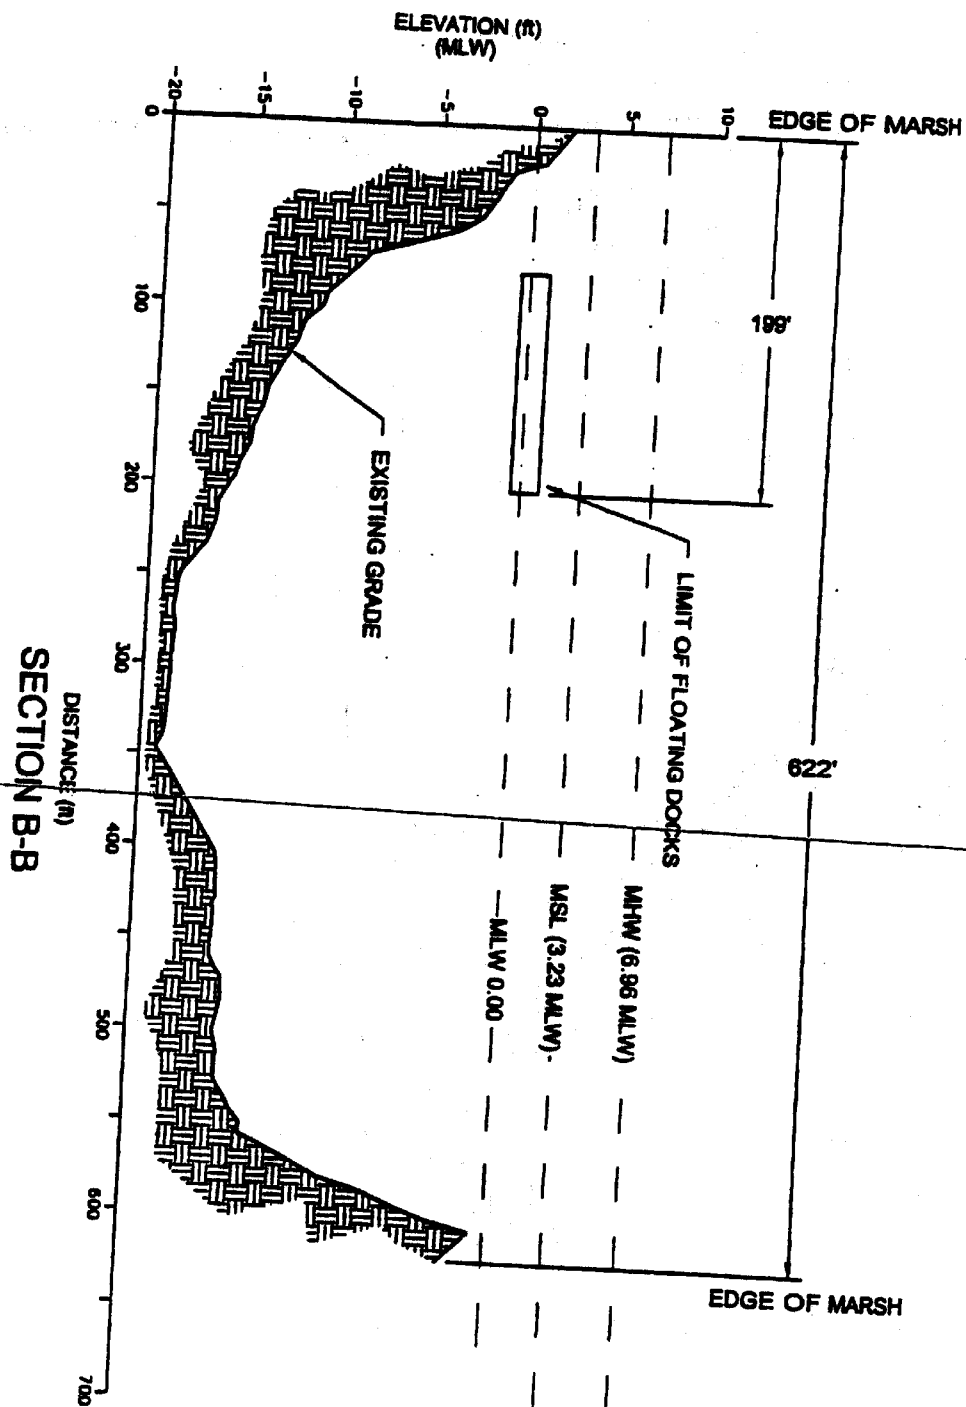 ELEVATION (ft)
(MLW)
10
5
0
-5
-10
-15
-20
0
100
200
300
400
500
600
700
EDGE OF MARSH
199'
622'
LIMIT OF FLOATING DOCKS
EXISTING GRADE
MHW (6.96 MLW)
MSL (3.23 MLW)
MLW 0.00
EDGE OF MARSH
DISTANCE (ft)
SECTION B-B